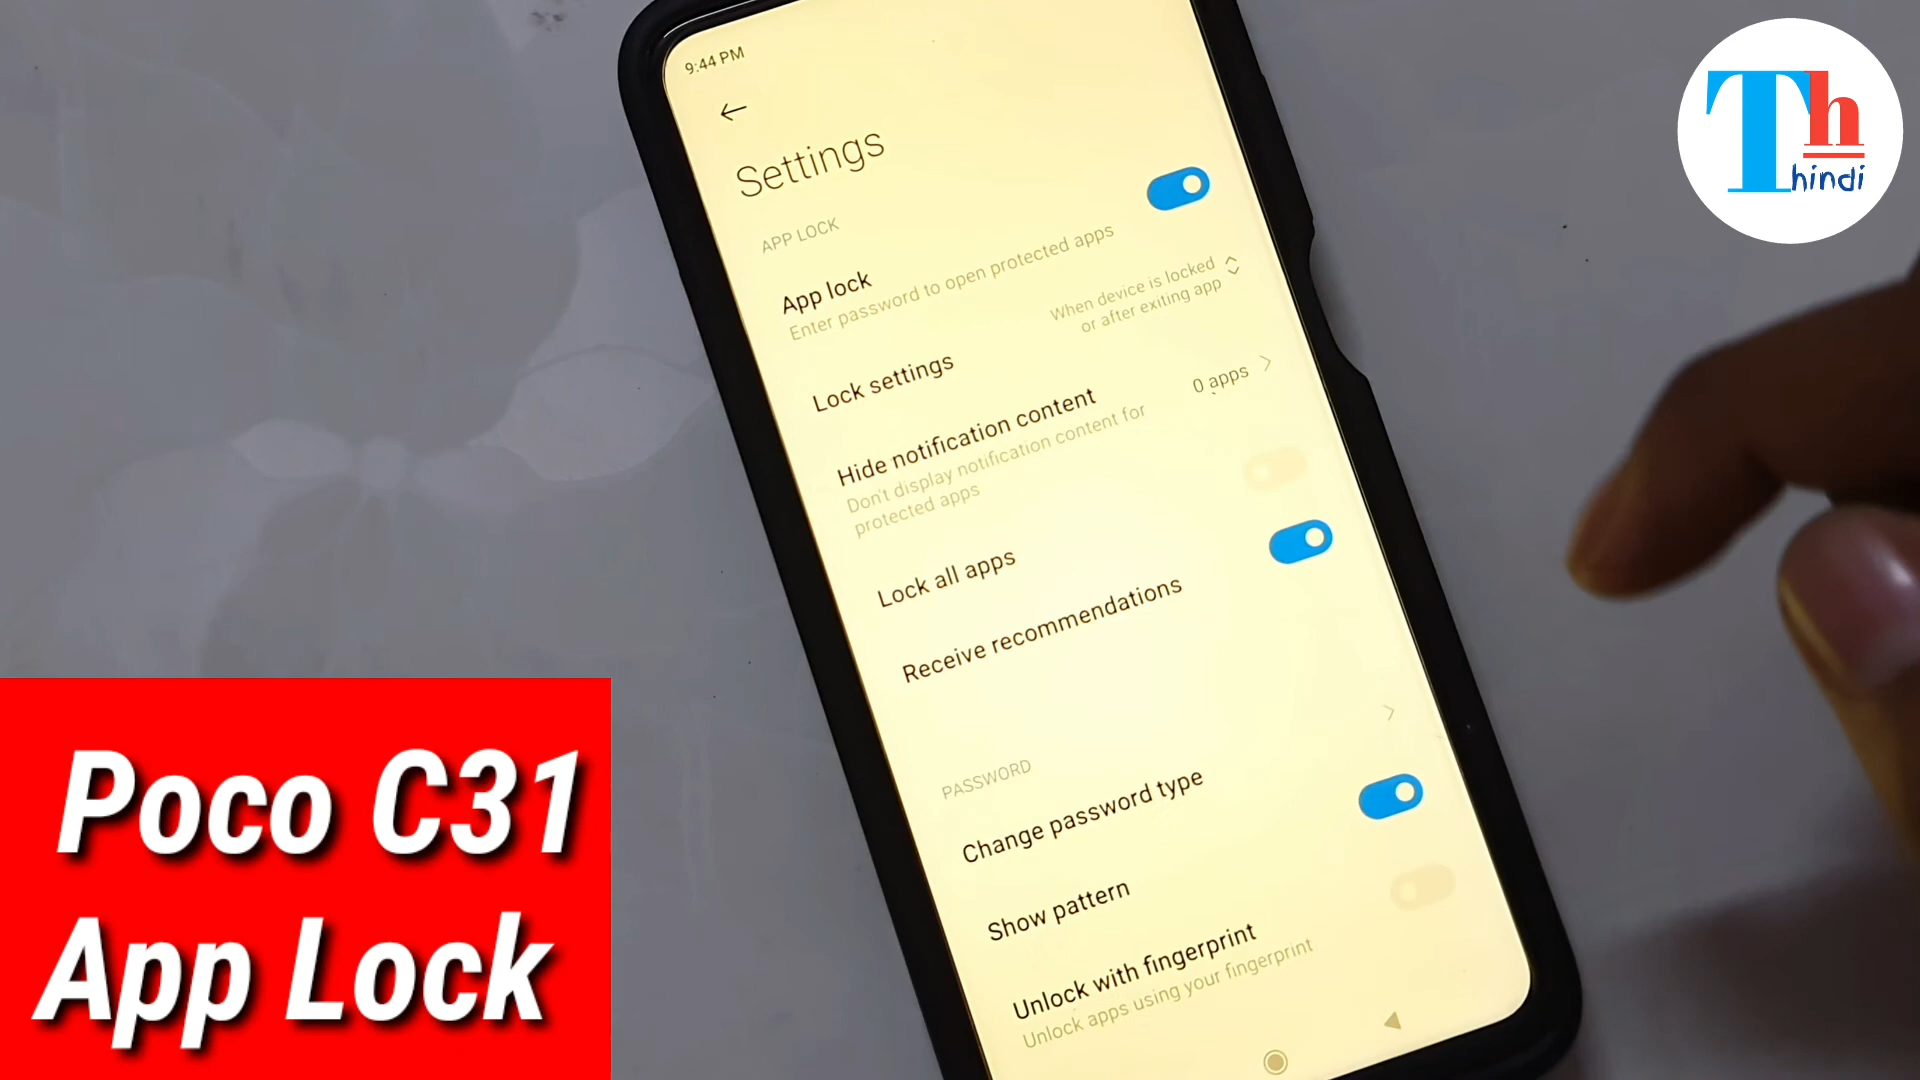 9:44 PM
Settings
APP LOCK
App lock
Enter password to open protected apps
Lock settings
When device is locked
or after exiting app
Hide notification content
Don't display notification content for
protected apps
0 apps
Lock all apps
Receive recommendations
PASSWORD
Change password type
Show pattern
Unlock with fingerprint
Unlock apps using your fingerprint
Th
hindi
Poco C31
App Lock